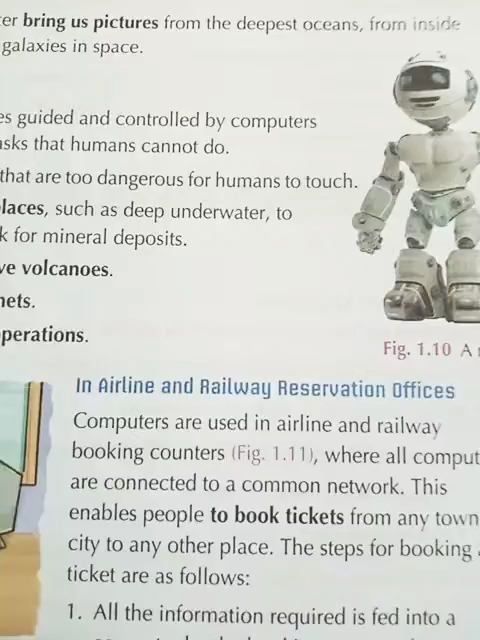 ter bring us pictures from the deepest oceans, from inside
galaxies in space.
es guided and controlled by computers
asks that humans cannot do.
that are too dangerous for humans to touch.
laces, such as deep underwater, to
k for mineral deposits.
ve volcanoes.
nets.
perations.
Fig. 1.10 A
In Airline and Railway Reservation Offices
Computers are used in airline and railway
booking counters (Fig. 1.11), where all comput
are connected to a common network. This
enables people to book tickets from any town
city to any other place. The steps for booking
ticket are as follows:
1. All the information required is fed into a